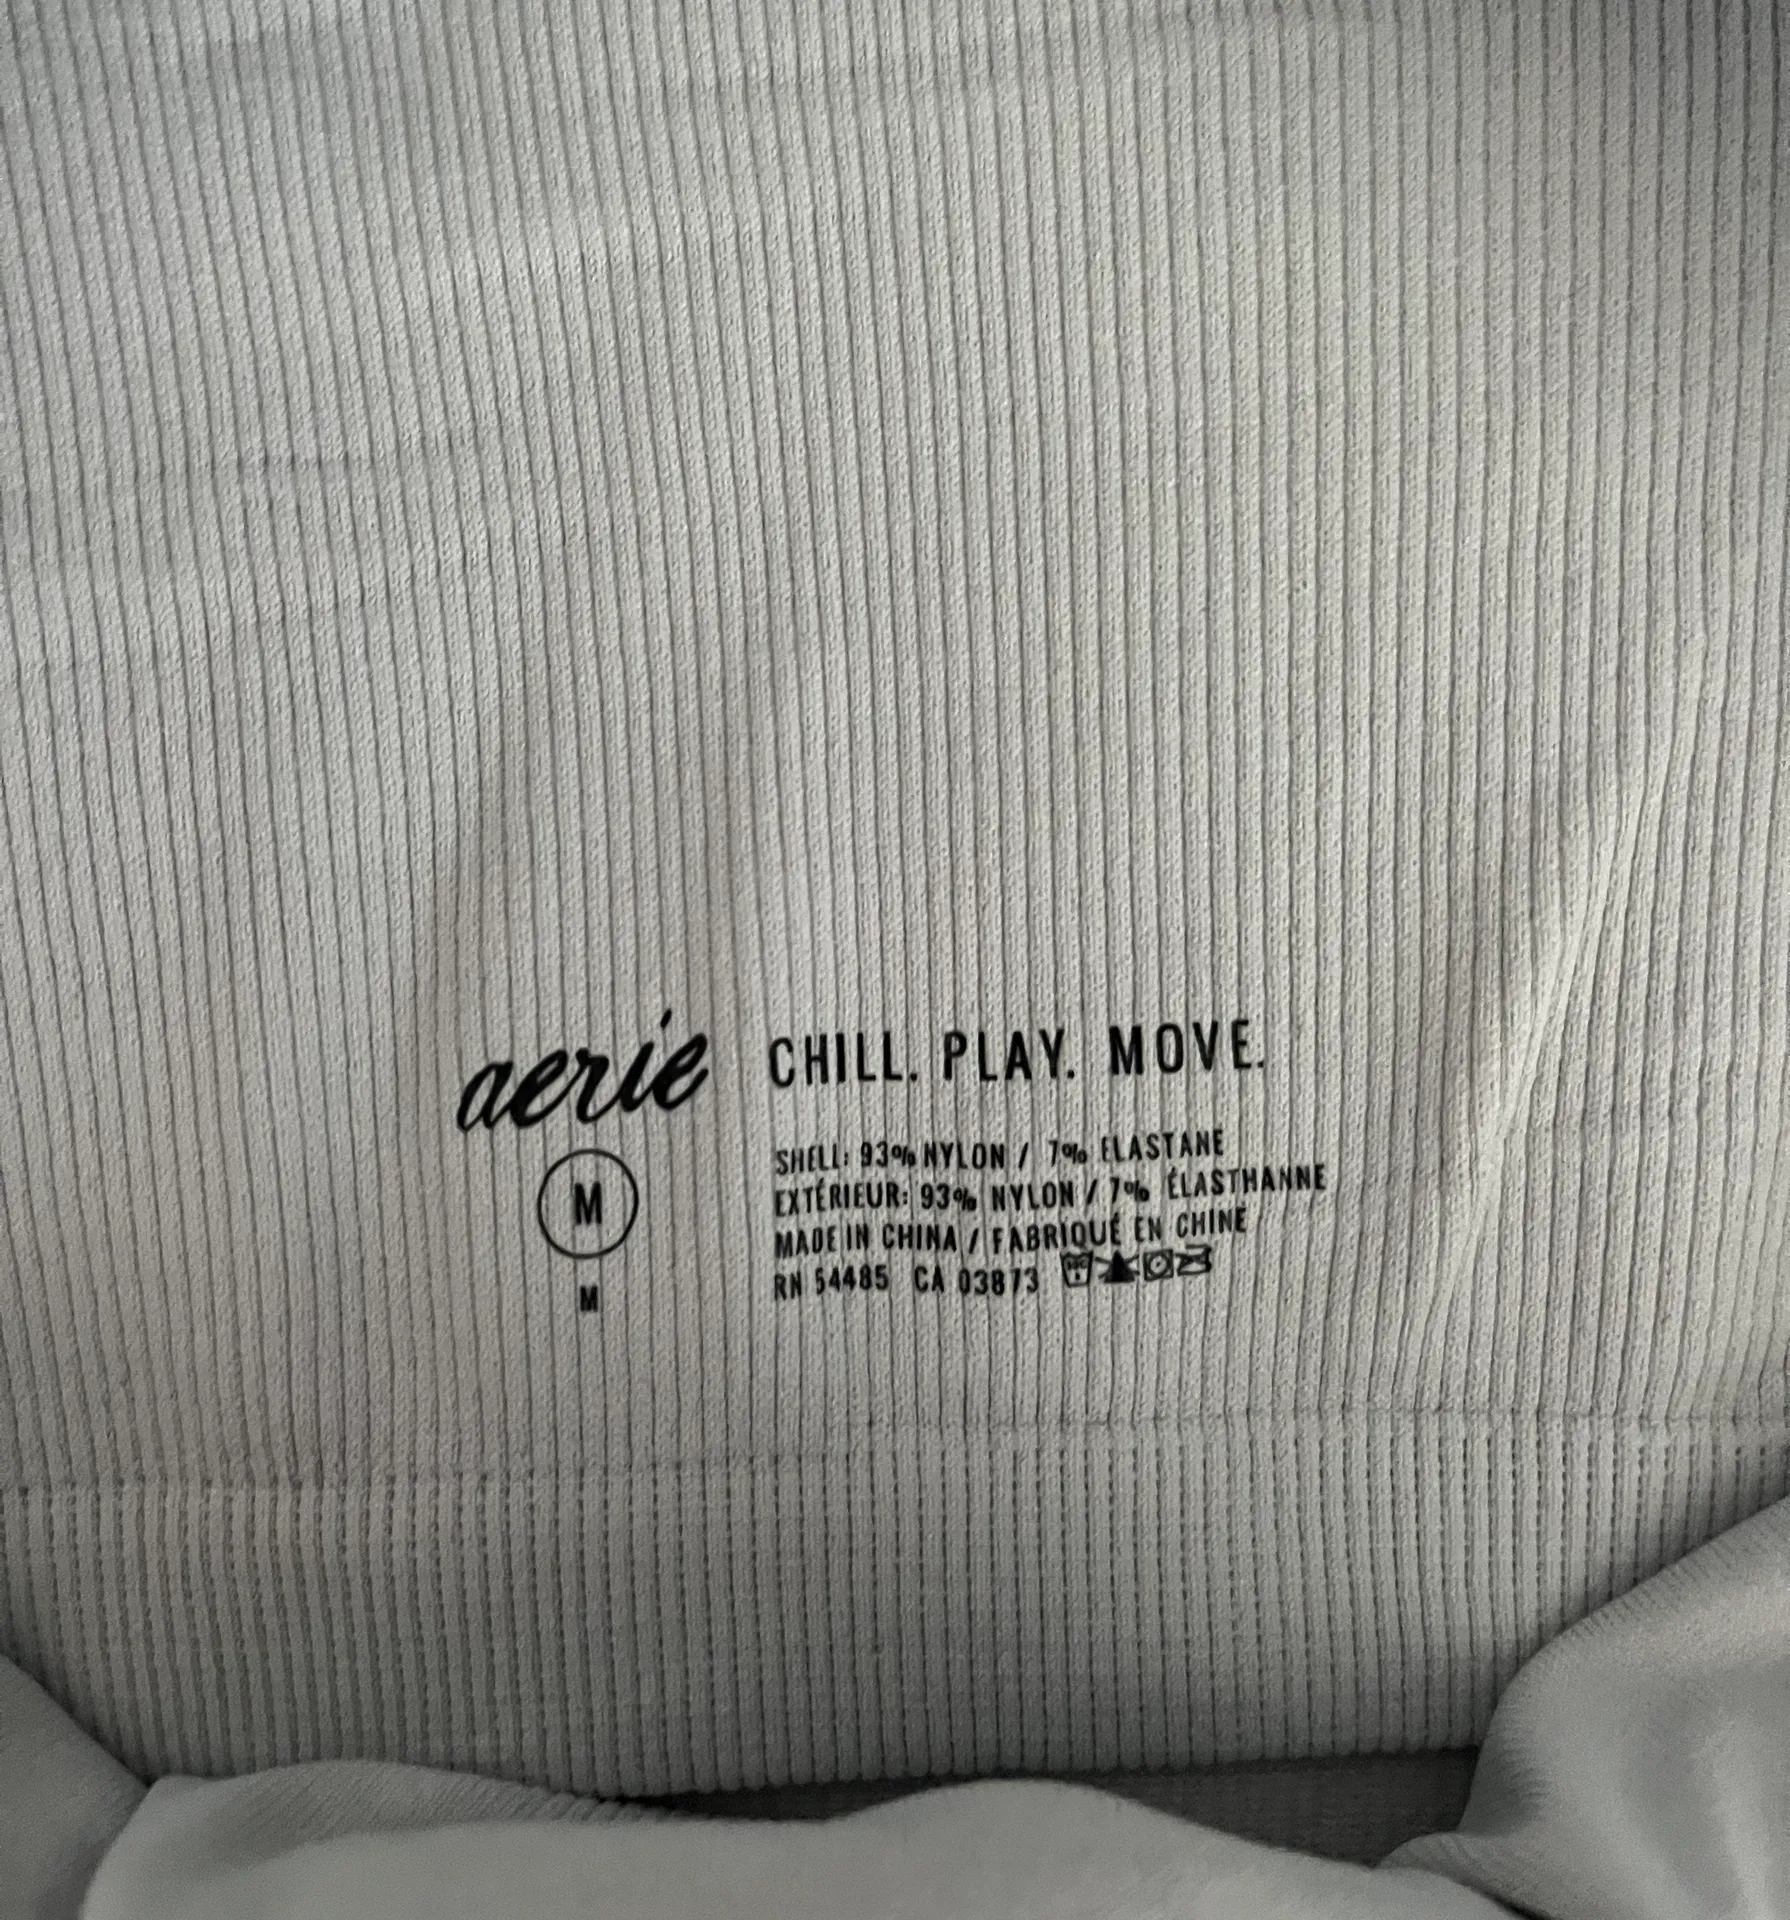 aerie
CHILL. PLAY. MOVE.
M
M
SHELL: 93% NYLON / 7% ELASTANE
EXTÉRIEUR: 93% NYLON / 7% ÉLASTHANNE
MADE IN CHINA / FABRIQUÉ EN CHINE
RN 54485 CA 03873